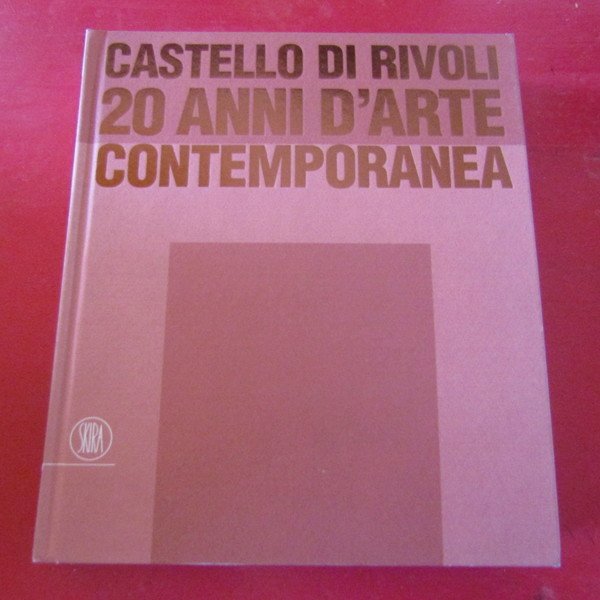 CASTELLO DI RIVOLI
20 ANNI D'ARTE
CONTEMPORANEA
SKIRA